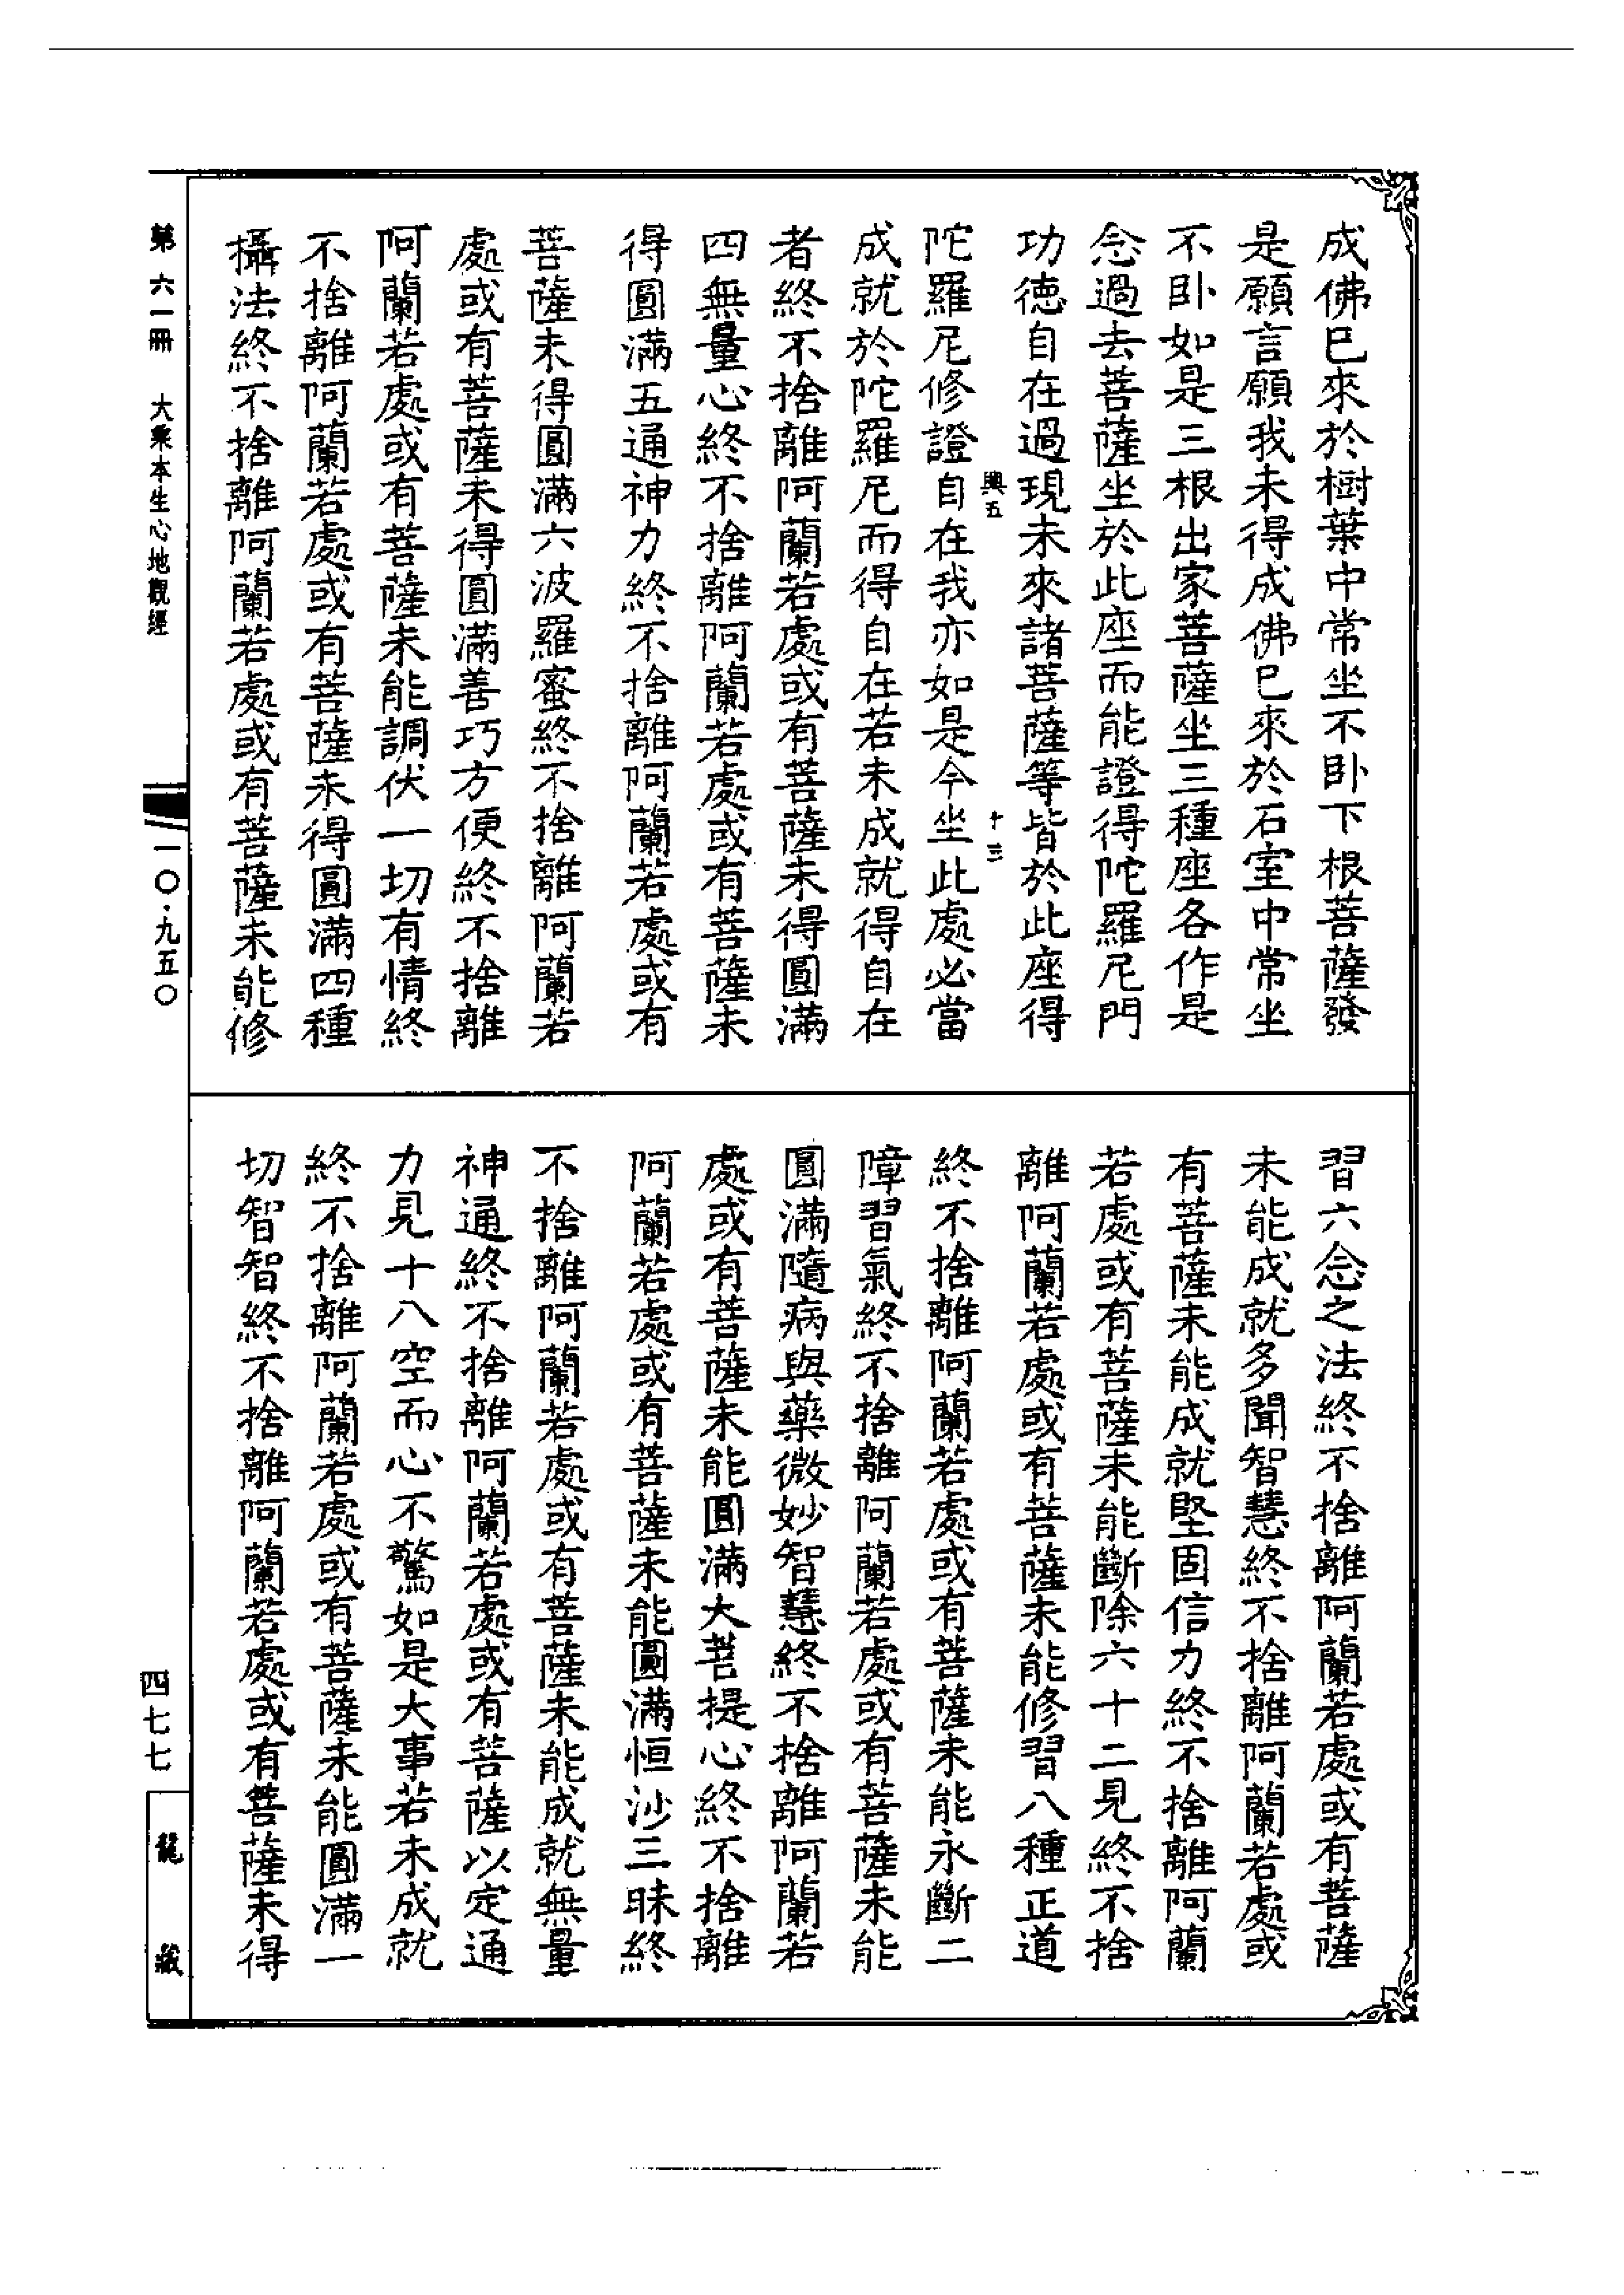 成佛已來於樹葉中常坐不卧下根菩薩發
是願言願我未得成佛已來於石室中常坐
不卧如是三根出家菩薩坐三種座各作是
念過去菩薩坐於此座而能證得陀羅尼門
功德自在過現未來諸菩薩等皆於此座得
興五 十三
陀羅尼修證自在我亦如是今坐此處必當
成就於陀羅尼而得自在若未成就得自在
者終不捨離阿蘭若處或有菩薩未得圓滿
四無量心終不捨離阿蘭若處或有菩薩未
得圓滿五通神力終不捨離阿蘭若處或有
菩薩未得圓滿六波羅蜜終不捨離阿蘭若
處或有菩薩未得圓滿善巧方便終不捨離
阿蘭若處或有菩薩未能調伏一切有情終
不捨離阿蘭若處或有菩薩未得圓滿四種
攝法終不捨離阿蘭若處或有菩薩未能修
習六念之法終不捨離阿蘭若處或有菩薩
未能成就多聞智慧終不捨離阿蘭若處或
有菩薩未能成就堅固信力終不捨離阿蘭
若處或有菩薩未能斷除六十二見終不捨
離阿蘭若處或有菩薩未能修習八種正道
終不捨離阿蘭若處或有菩薩未能永斷二
障習氣終不捨離阿蘭若處或有菩薩未能
圓滿隨病與藥微妙智慧終不捨離阿蘭若
處或有菩薩未能圓滿大菩提心終不捨離
阿蘭若處或有菩薩未能圓滿恒沙三昧終
不捨離阿蘭若處或有菩薩未能成就無量
神通終不捨離阿蘭若處或有菩薩以定通
力見十八空而心不驚如是大事若未成就
終不捨離阿蘭若處或有菩薩未能圓滿一
切智智終不捨離阿蘭若處或有菩薩未得
第六一冊 大乘本生心地觀經
一〇·九五〇
四七七
龍藏